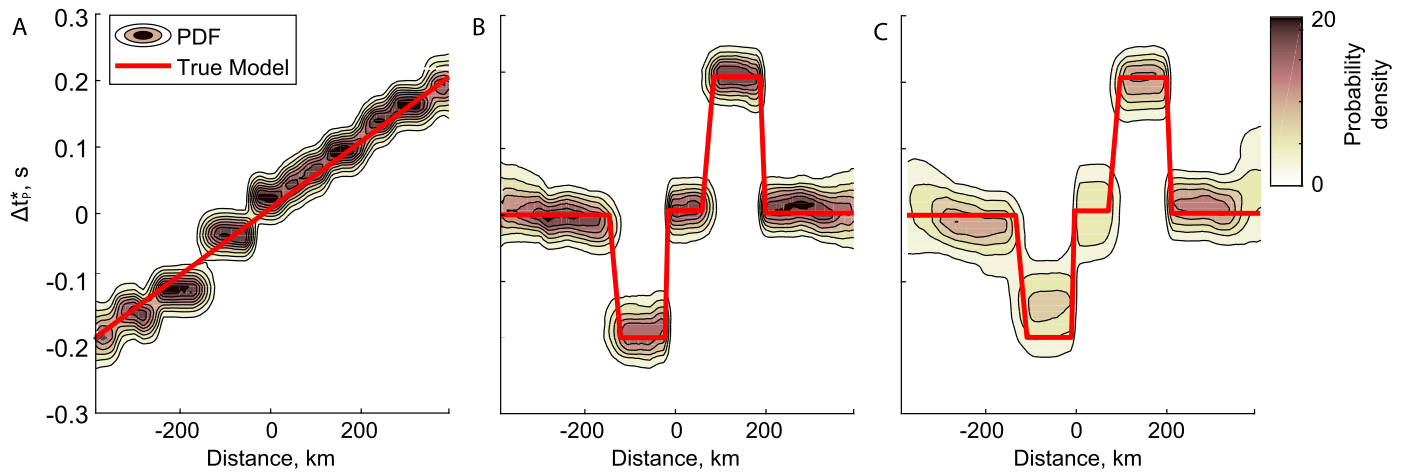 A
B
C
PDF
True Model
0.3
0.2
0.1
0
-0.1
-0.2
-0.3
Δt*P, s
-200
0
200
Distance, km
-200
0
200
Distance, km
-200
0
200
Distance, km
20
10
0
Probability
density